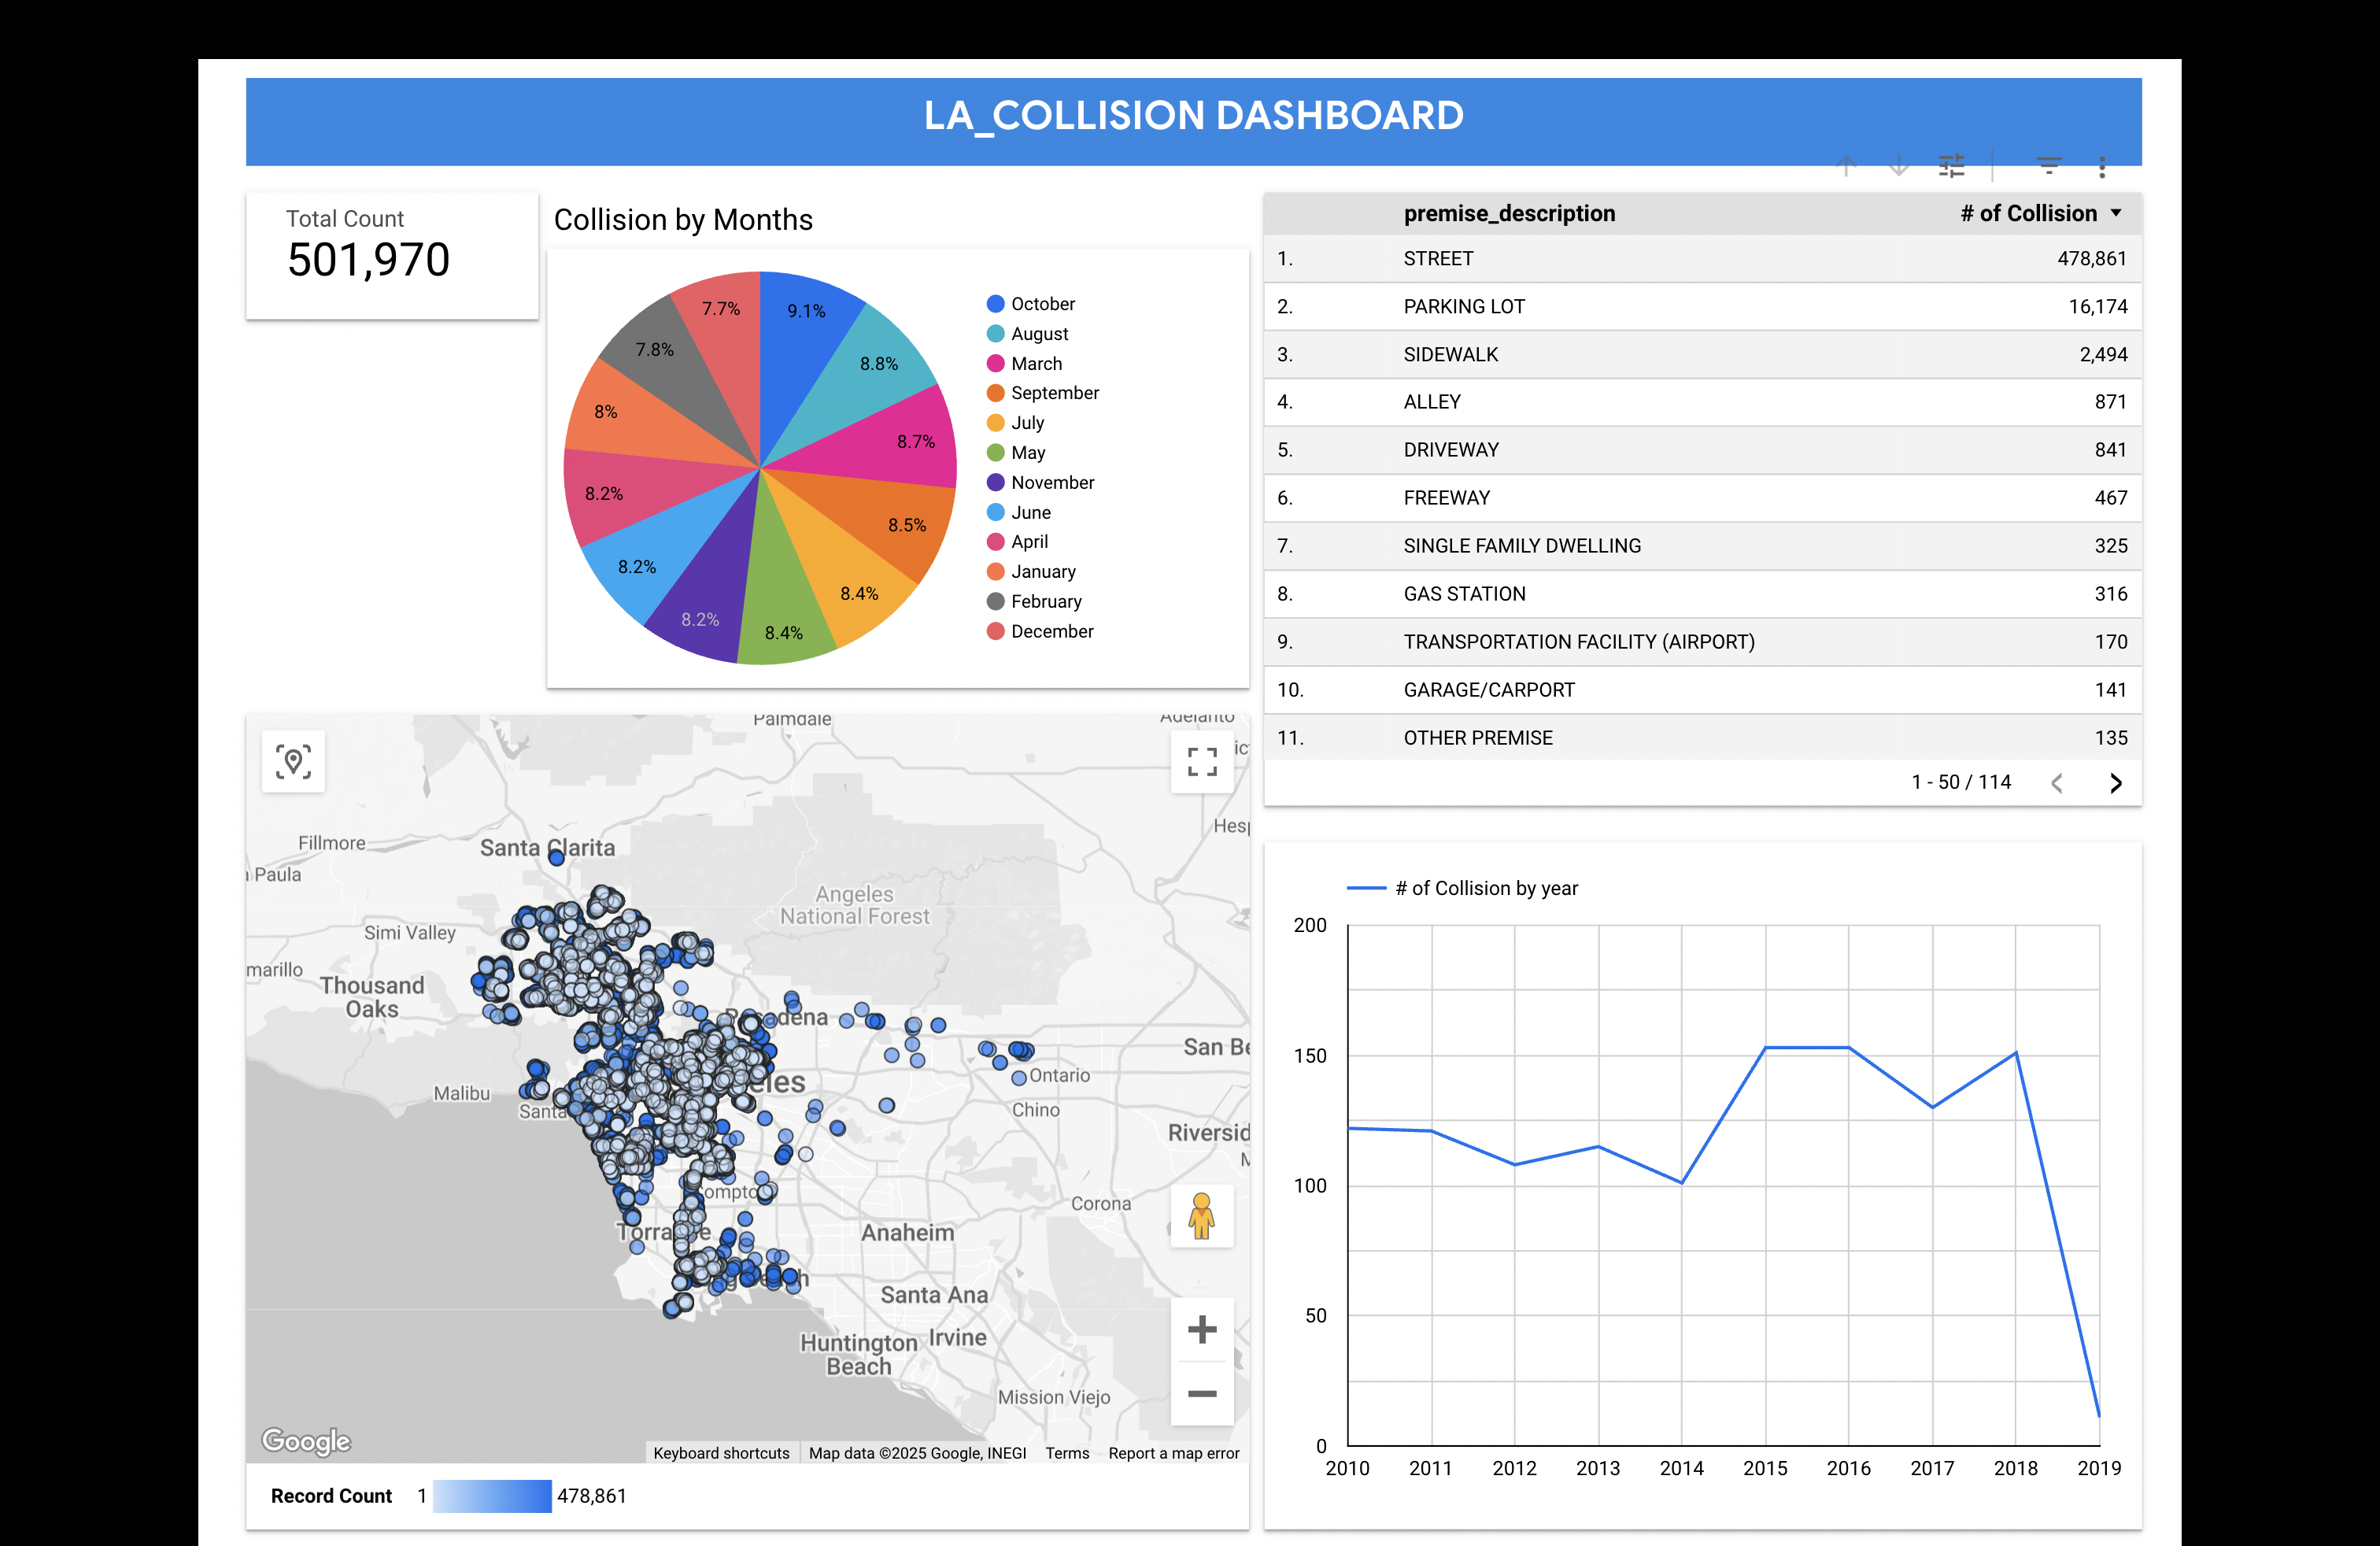 LA_COLLISION DASHBOARD
Total Count
501,970
Collision by Months
9.1%
8.8%
8.7%
8.5%
8.4%
8.4%
8.2%
8.2%
8.2%
8%
7.8%
7.7%
October
August
March
September
July
May
November
June
April
January
February
December
premise_description # of Collision
1. STREET 478,861
2. PARKING LOT 16,174
3. SIDEWALK 2,494
4. ALLEY 871
5. DRIVEWAY 841
6. FREEWAY 467
7. SINGLE FAMILY DWELLING 325
8. GAS STATION 316
9. TRANSPORTATION FACILITY (AIRPORT) 170
10. GARAGE/CARPORT 141
11. OTHER PREMISE 135
1 - 50 / 114
Palmdale
Adelanto
Fillmore
Santa Clarita
Paula
Angeles
National Forest
Simi Valley
marillo
Thousand
Oaks
San Be
Ontario
Malibu
Santa
Chino
Riversid
Corona
Anaheim
Santa Ana
Huntington
Beach
Irvine
Mission Viejo
Google
Keyboard shortcuts Map data ©2025 Google, INEGI Terms Report a map error
Record Count 1 478,861
# of Collision by year
200
150
100
50
0
2010 2011 2012 2013 2014 2015 2016 2017 2018 2019